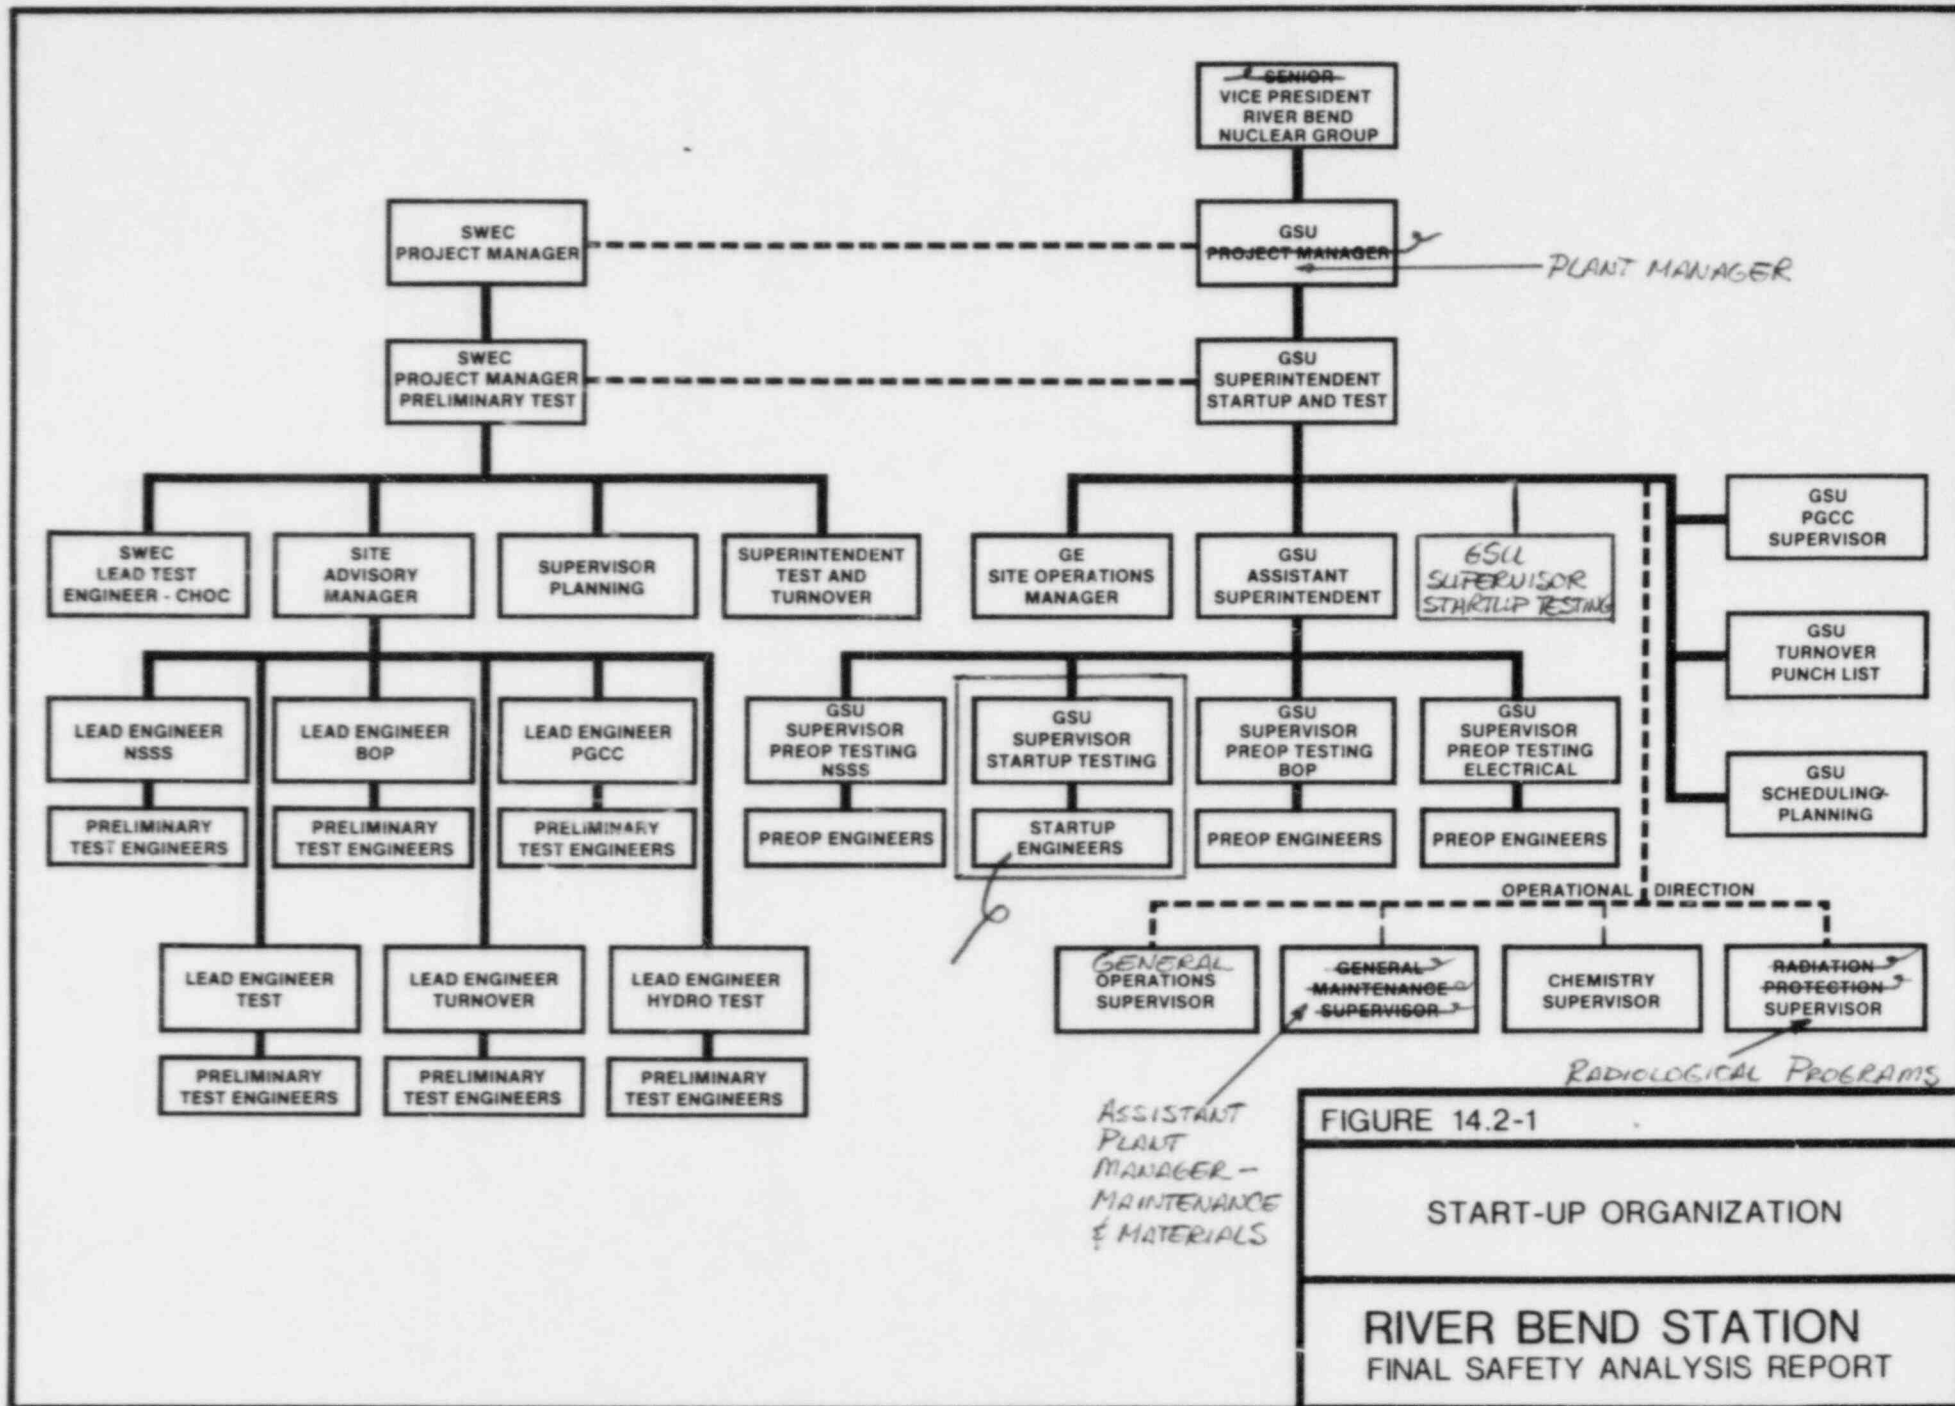 SENIOR
VICE PRESIDENT
RIVER BEND
NUCLEAR GROUP
SWEC
PROJECT MANAGER
GSU
PROJECT MANAGER
PLANT MANAGER
SWEC
PROJECT MANAGER
PRELIMINARY TEST
GSU
SUPERINTENDENT
STARTUP AND TEST
SWEC
LEAD TEST
ENGINEER - CHOC
SITE
ADVISORY
MANAGER
SUPERVISOR
PLANNING
SUPERINTENDENT
TEST AND
TURNOVER
GE
SITE OPERATIONS
MANAGER
GSU
ASSISTANT
SUPERINTENDENT
GSU
SUPERVISOR
STARTUP TESTING
GSU
PGCC
SUPERVISOR
GSU
TURNOVER
PUNCH LIST
GSU
SCHEDULING-
PLANNING
LEAD ENGINEER
NSSS
LEAD ENGINEER
BOP
LEAD ENGINEER
PGCC
GSU
SUPERVISOR
PREOP TESTING
NSSS
GSU
SUPERVISOR
STARTUP TESTING
GSU
SUPERVISOR
PREOP TESTING
BOP
GSU
SUPERVISOR
PREOP TESTING
ELECTRICAL
PRELIMINARY
TEST ENGINEERS
PRELIMINARY
TEST ENGINEERS
PRELIMINARY
TEST ENGINEERS
PREOP ENGINEERS
STARTUP
ENGINEERS
PREOP ENGINEERS
PREOP ENGINEERS
OPERATIONAL DIRECTION
LEAD ENGINEER
TEST
LEAD ENGINEER
TURNOVER
LEAD ENGINEER
HYDRO TEST
GENERAL
OPERATIONS
SUPERVISOR
GENERAL
MAINTENANCE
SUPERVISOR
CHEMISTRY
SUPERVISOR
RADIATION
PROTECTION
SUPERVISOR
PRELIMINARY
TEST ENGINEERS
PRELIMINARY
TEST ENGINEERS
PRELIMINARY
TEST ENGINEERS
RADIOLOGICAL PROGRAMS
ASSISTANT
PLANT
MANAGER -
MAINTENANCE
& MATERIALS
FIGURE 14.2-1
START-UP ORGANIZATION
RIVER BEND STATION
FINAL SAFETY ANALYSIS REPORT